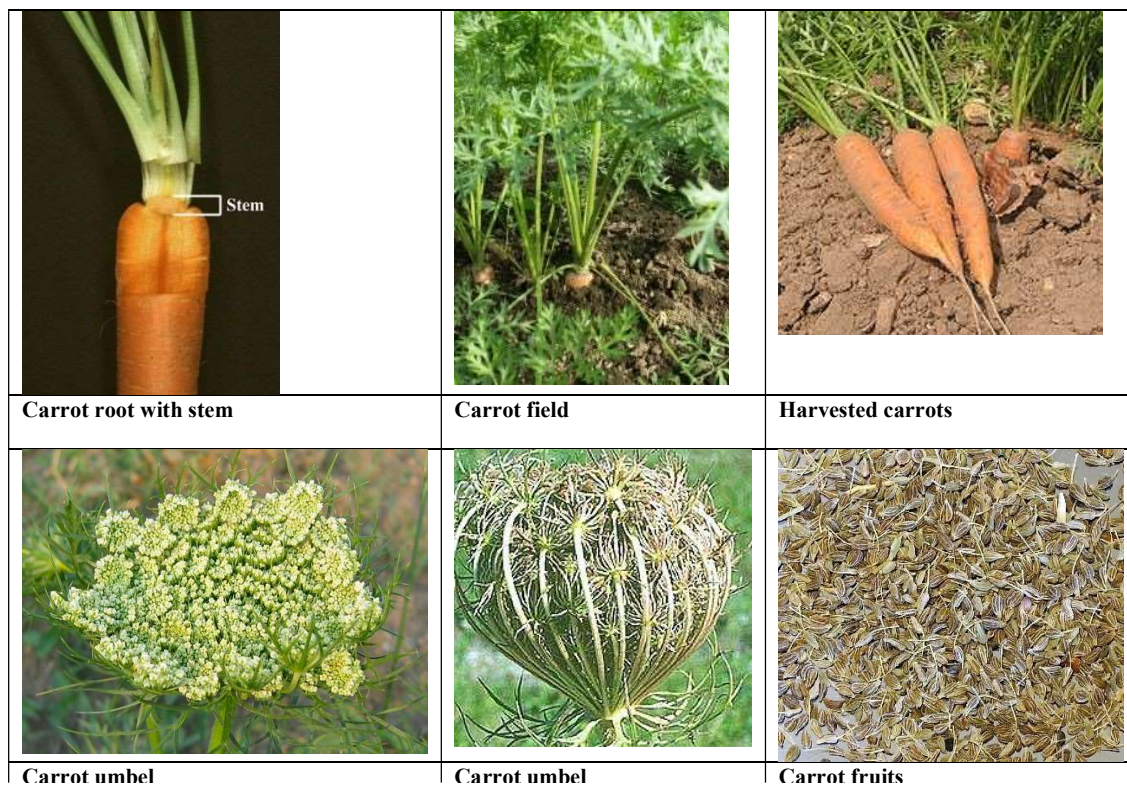 Stem
Carrot root with stem
Carrot field
Harvested carrots
Carrot umbel
Carrot umbel
Carrot fruits